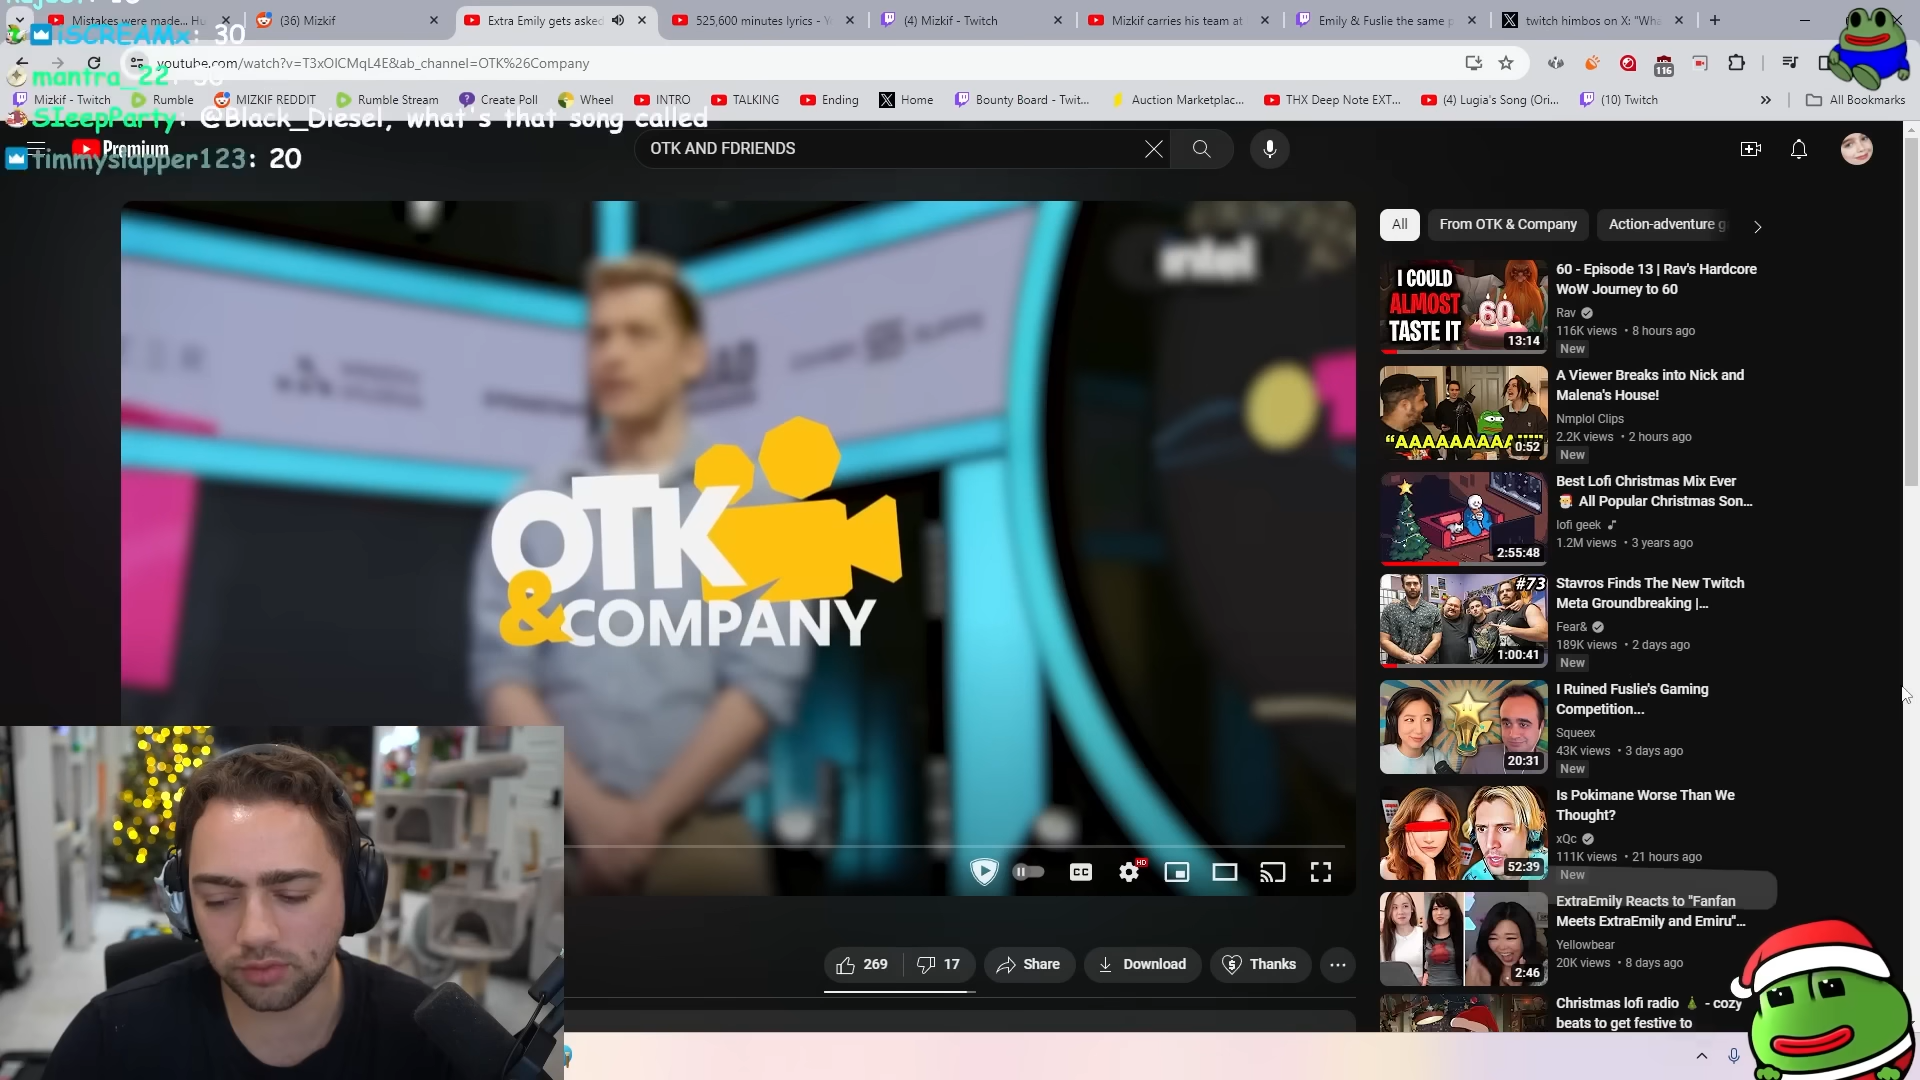 Mistakes were made... Hu
(36) Mizkif
Extra Emily gets asked
525,600 minutes lyrics - Y
(4) Mizkif - Twitch
Mizkif carries his team at
Emily & Fuslie the same p
twitch himbos on X: "Wha
iSCREAMx: 30
youtube.com/watch?v=T3xOICMqL4E&ab_channel=OTK%26Company
116
mantra_22:
Mizkif - Twitch
Rumble
MIZKIF REDDIT
Rumble Stream
Create Poll
Wheel
INTRO
TALKING
Ending
Home
Bounty Board - Twit...
Auction Marketplac...
THX Deep Note EXT...
(4) Lugia's Song (Ori...
(10) Twitch
All Bookmarks
SleepParty: @Black_Diesel, what's that song called
Premium
timmyslapper123: 20
OTK AND FDRIENDS
intel
OTK
&COMPANY
All
From OTK & Company
Action-adventure g
I COULD
ALMOST
TASTE IT
60
13:14
60 - Episode 13 | Rav's Hardcore
WoW Journey to 60
Rav
116K views • 8 hours ago
New
"AAAAAAAAA
0:52
A Viewer Breaks into Nick and
Malena's House!
Nmplol Clips
2.2K views • 2 hours ago
New
2:55:48
Best Lofi Christmas Mix Ever
🎅 All Popular Christmas Son...
lofi geek
1.2M views • 3 years ago
#73
1:00:41
Stavros Finds The New Twitch
Meta Groundbreaking |...
Fear&
189K views • 2 days ago
New
20:31
I Ruined Fuslie's Gaming
Competition...
Squeex
43K views • 3 days ago
New
52:39
Is Pokimane Worse Than We
Thought?
xQc
111K views • 21 hours ago
New
2:46
ExtraEmily Reacts to "Fanfan
Meets ExtraEmily and Emiru"...
Yellowbear
20K views • 8 days ago
Christmas lofi radio 🎄 - cozy
beats to get festive to
CC
HD
269
17
Share
Download
Thanks